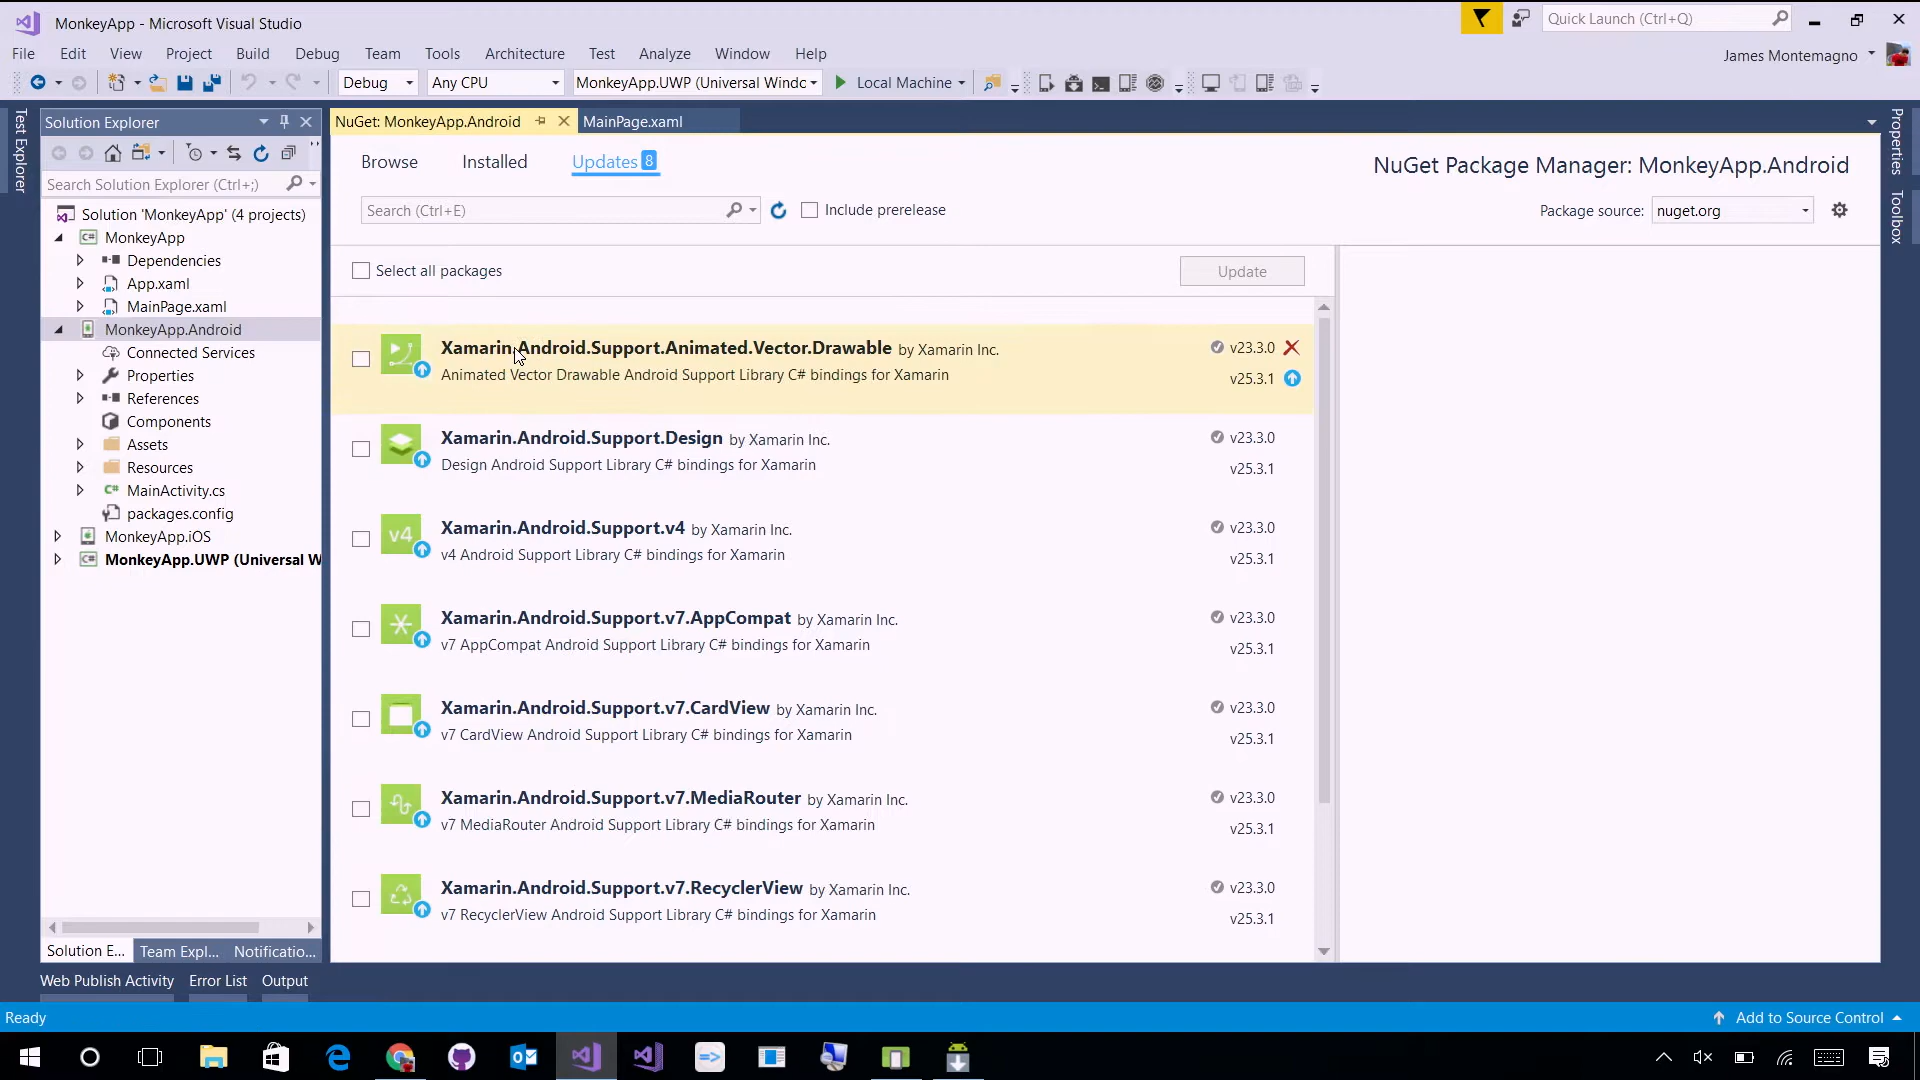 MonkeyApp - Microsoft Visual Studio
Quick Launch (Ctrl+Q)
File Edit View Project Build Debug Team Tools Architecture Test Analyze Window Help
James Montemagno
Debug Any CPU MonkeyApp.UWP (Universal Windc Local Machine
Test Explorer
Solution Explorer
Search Solution Explorer (Ctrl+;)
Solution 'MonkeyApp' (4 projects)
MonkeyApp
Dependencies
App.xaml
MainPage.xaml
MonkeyApp.Android
Connected Services
Properties
References
Components
Assets
Resources
MainActivity.cs
packages.config
MonkeyApp.iOS
MonkeyApp.UWP (Universal W
Solution E... Team Expl... Notificatio...
NuGet: MonkeyApp.Android MainPage.xaml
Browse Installed Updates 8
NuGet Package Manager: MonkeyApp.Android
Search (Ctrl+E)
Include prerelease
Package source: nuget.org
Select all packages
Update
Xamarin.Android.Support.Animated.Vector.Drawable by Xamarin Inc. v23.3.0
Animated Vector Drawable Android Support Library C# bindings for Xamarin v25.3.1
Xamarin.Android.Support.Design by Xamarin Inc. v23.3.0
Design Android Support Library C# bindings for Xamarin v25.3.1
v4
Xamarin.Android.Support.v4 by Xamarin Inc. v23.3.0
v4 Android Support Library C# bindings for Xamarin v25.3.1
Xamarin.Android.Support.v7.AppCompat by Xamarin Inc. v23.3.0
v7 AppCompat Android Support Library C# bindings for Xamarin v25.3.1
Xamarin.Android.Support.v7.CardView by Xamarin Inc. v23.3.0
v7 CardView Android Support Library C# bindings for Xamarin v25.3.1
Xamarin.Android.Support.v7.MediaRouter by Xamarin Inc. v23.3.0
v7 MediaRouter Android Support Library C# bindings for Xamarin v25.3.1
Xamarin.Android.Support.v7.RecyclerView by Xamarin Inc. v23.3.0
v7 RecyclerView Android Support Library C# bindings for Xamarin v25.3.1
Properties
Toolbox
Web Publish Activity Error List Output
Ready
Add to Source Control